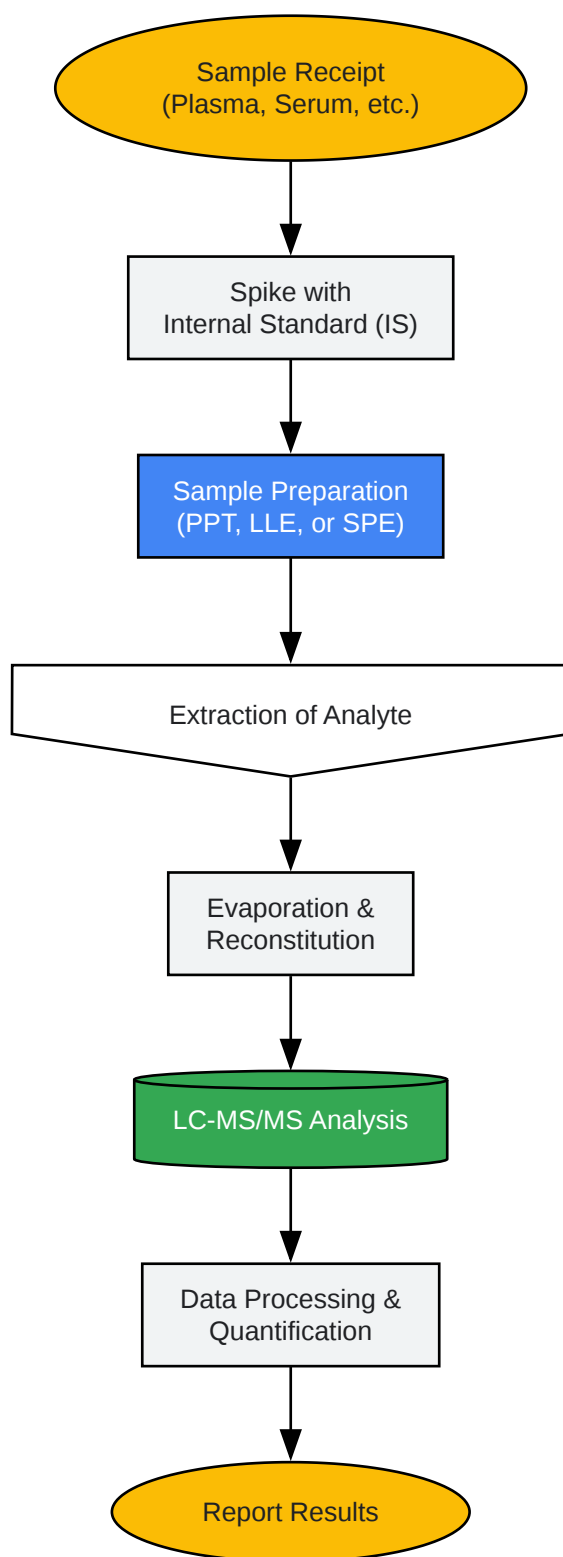 Sample Receipt
(Plasma, Serum, etc.)
Spike with
Internal Standard (IS)
Sample Preparation
(PPT, LLE, or SPE)
Extraction of Analyte
Evaporation &
Reconstitution
LC-MS/MS Analysis
Data Processing &
Quantification
Report Results